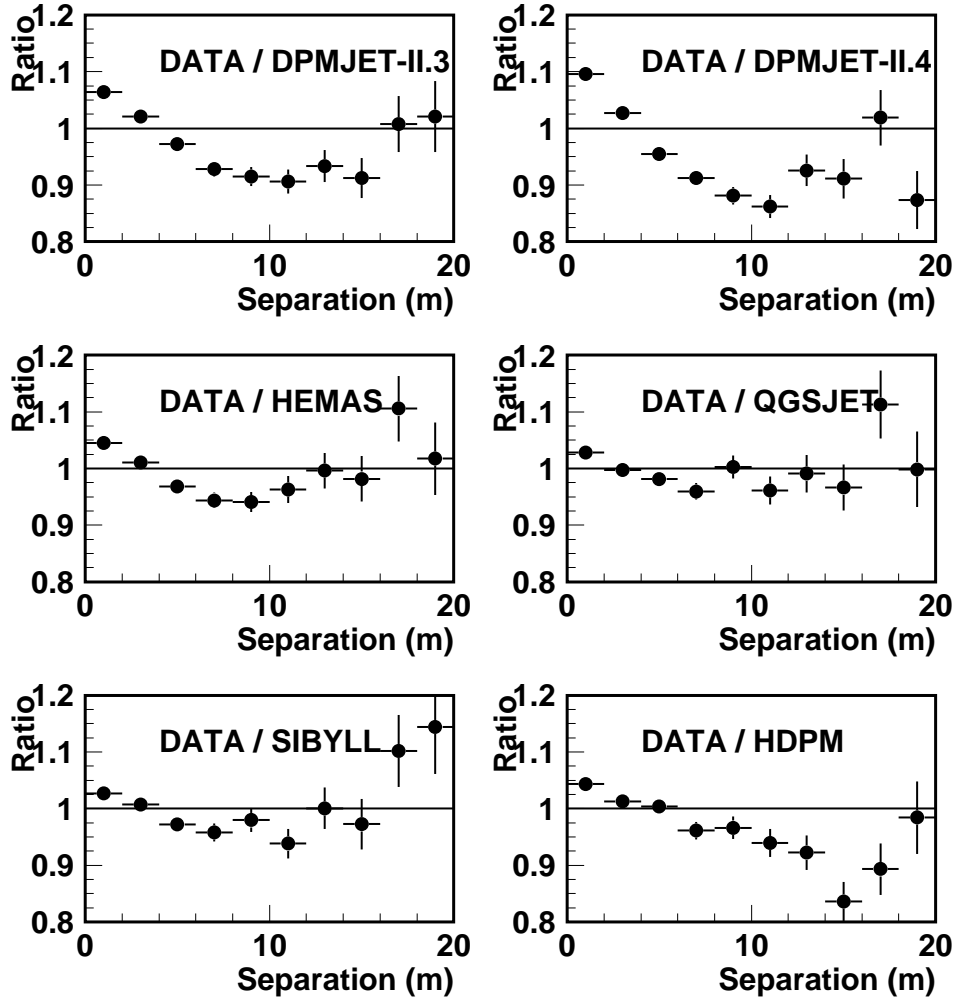 Ratio
1.2
1.1
1
0.9
0.8
DATA / DPMJET-II.3
0 10 20
Separation (m)
Ratio
1.2
1.1
1
0.9
0.8
DATA / DPMJET-II.4
0 10 20
Separation (m)
Ratio
1.2
1.1
1
0.9
0.8
DATA / HEMAS
0 10 20
Separation (m)
Ratio
1.2
1.1
1
0.9
0.8
DATA / QGSJET
0 10 20
Separation (m)
Ratio
1.2
1.1
1
0.9
0.8
DATA / SIBYLL
0 10 20
Separation (m)
Ratio
1.2
1.1
1
0.9
0.8
DATA / HDPM
0 10 20
Separation (m)